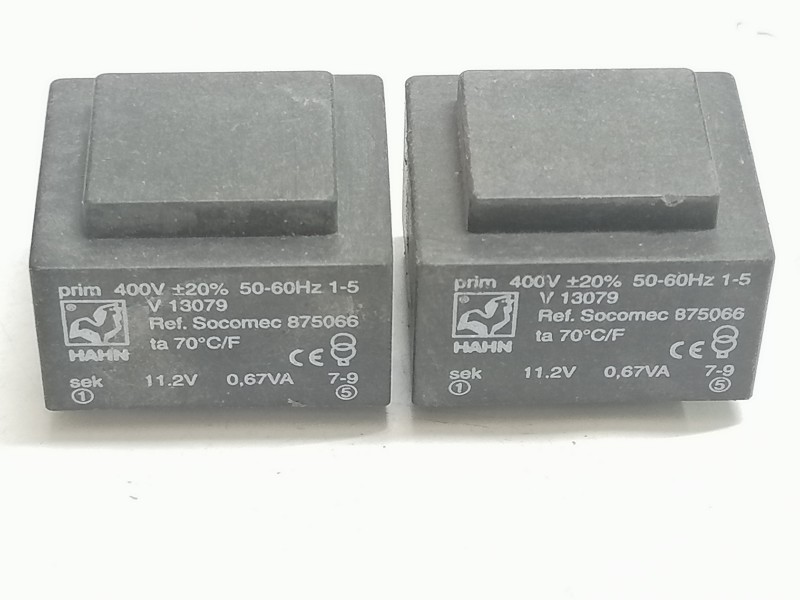 prim 400V ±20% 50-60Hz 1-5
V 13079
Ref. Socomec 875066
ta 70°C/F
®
HAHN
CE
sek 11.2V 0,67VA 7-9
1 5
prim 400V ±20% 50-60Hz 1-5
V 13079
Ref. Socomec 875066
ta 70°C/F
®
HAHN
CE
sek 11.2V 0,67VA 7-9
1 5